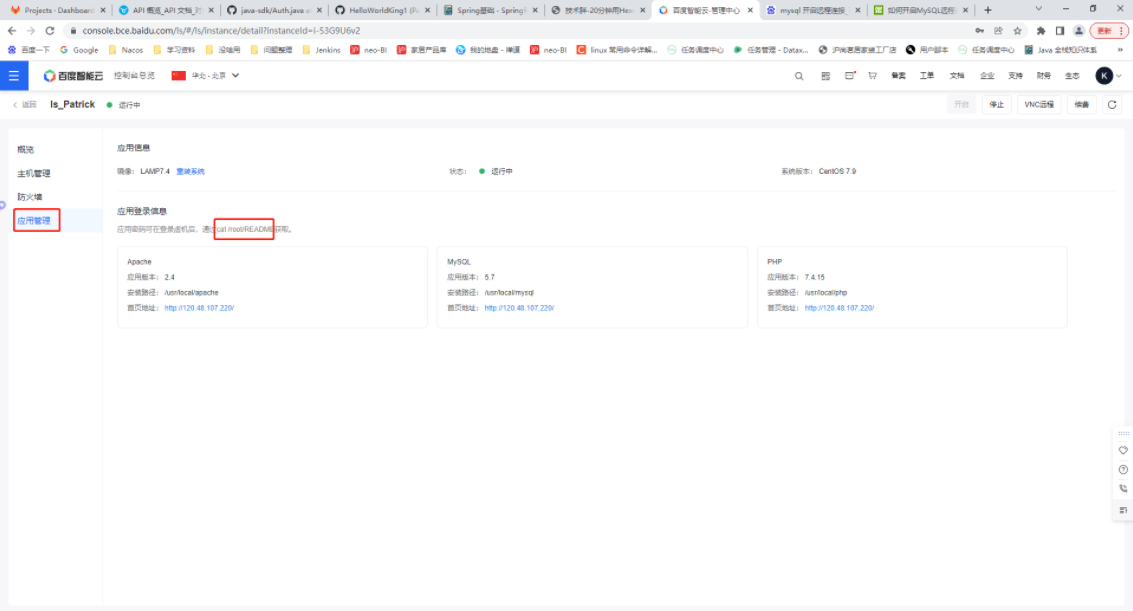 Projects · Dashboard
API 概览_API 文档_对
java-sdk/Auth.java at
HelloWorldKing1 (Pa
Spring基础 - Spring
技术胖-20分钟用Hex
百度智能云-管理中心
mysql 开启远程连接_
如何开启MySQL远程
console.bce.baidu.com/ls/#/ls/instance/detail?instanceId=i-53G9U6v2
更新
百度一下
Google
Nacos
学习资料
没啥用
问题整理
Jenkins
neo-BI
家居产品库
我的地盘 - 禅道
neo-BI
linux 常用命令详解...
任务调度中心
任务管理 - Datax...
沪尚茗居家装工厂店
用户脚本
任务调度中心
Java 全栈知识体系
百度智能云
控制台总览
华北 - 北京
备案
工单
文档
企业
支持
财务
生态
K
返回
ls_Patrick
运行中
开启
停止
VNC远程
续费
概览
主机管理
防火墙
应用管理
应用信息
镜像： LAMP7.4 重装系统
状态： 运行中
系统版本： CentOS 7.9
应用登录信息
应用密码可在登录虚机后，通过cat /root/README获取。
Apache
应用版本： 2.4
安装路径： /usr/local/apache
首页地址： http://120.48.107.220/
MySQL
应用版本： 5.7
安装路径： /usr/local/mysql
首页地址： http://120.48.107.220/
PHP
应用版本： 7.4.15
安装路径： /usr/local/php
首页地址： http://120.48.107.220/